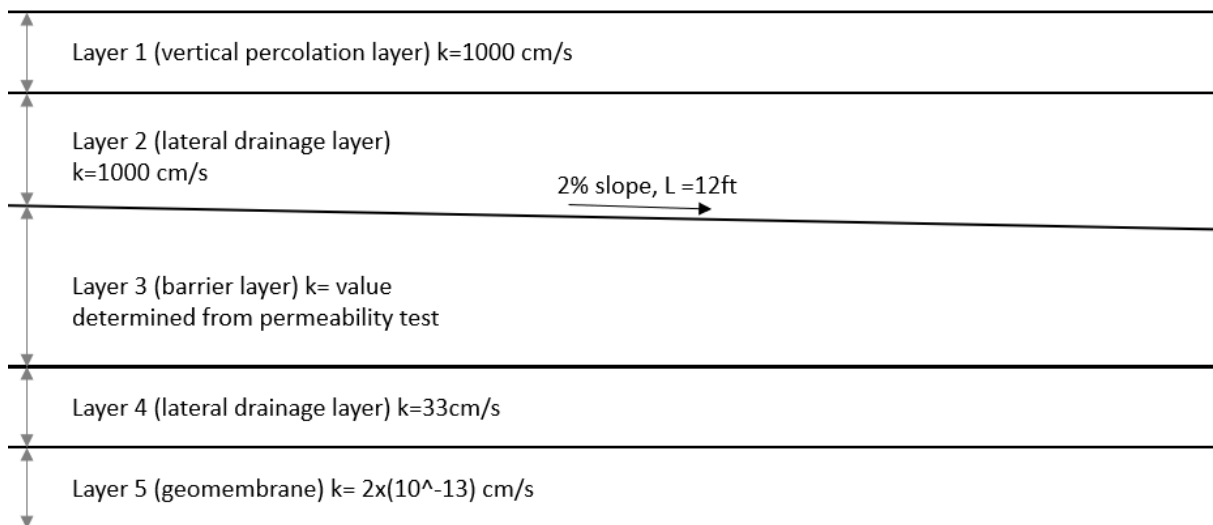 Layer 1 (vertical percolation layer) k=1000 cm/s
Layer 2 (lateral drainage layer)
k=1000 cm/s
2% slope, L =12ft
Layer 3 (barrier layer) k= value
determined from permeability test
Layer 4 (lateral drainage layer) k=33cm/s
Layer 5 (geomembrane) k= 2x(10^-13) cm/s